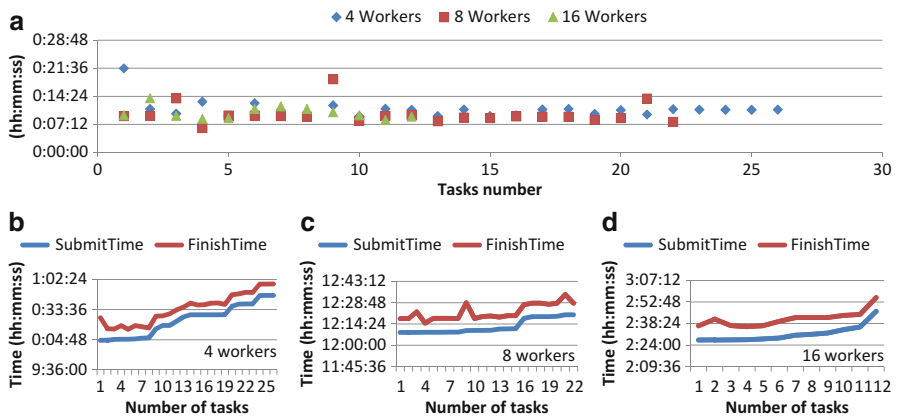 a
4 Workers 8 Workers 16 Workers
(hh:mm:ss)
0:28:48
0:21:36
0:14:24
0:07:12
0:00:00
0 5 10 15 20 25 30
Tasks number
b
SubmitTime FinishTime
Time (hh:mm:ss)
1:02:24
0:33:36
0:04:48
9:36:00
4 workers
1 4 7 10 13 16 19 22 25
Number of tasks
c
SubmitTime FinishTime
Time (hh:mm:ss)
12:43:12
12:28:48
12:14:24
12:00:00
11:45:36
8 workers
1 4 7 10 13 16 19 22
Number of tasks
d
SubmitTime FinishTime
Time (hh:mm:ss)
3:07:12
2:52:48
2:38:24
2:24:00
2:09:36
16 workers
1 2 3 4 5 6 7 8 9 10 11 12
Number of tasks